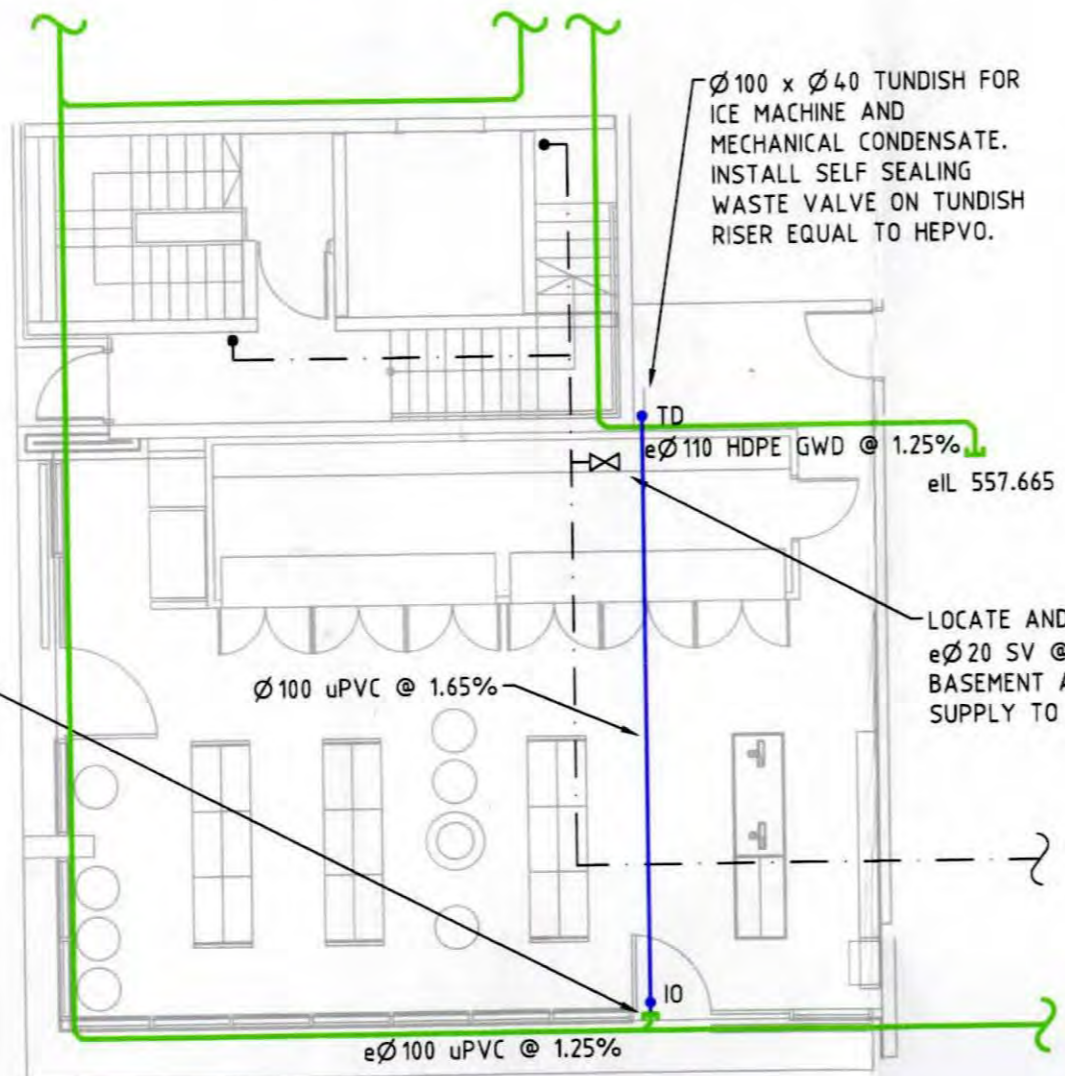 Ø100 x Ø40 TUNDISH FOR
ICE MACHINE AND
MECHANICAL CONDENSATE.
INSTALL SELF SEALING
WASTE VALVE ON TUNDISH
RISER EQUAL TO HEPVO.
TD
eØ110 HDPE GWD @ 1.25%
eIL 557.665
LOCATE AND
eØ20 SV @
BASEMENT A
SUPPLY TO
Ø100 uPVC @ 1.65%
IO
eØ100 uPVC @ 1.25%